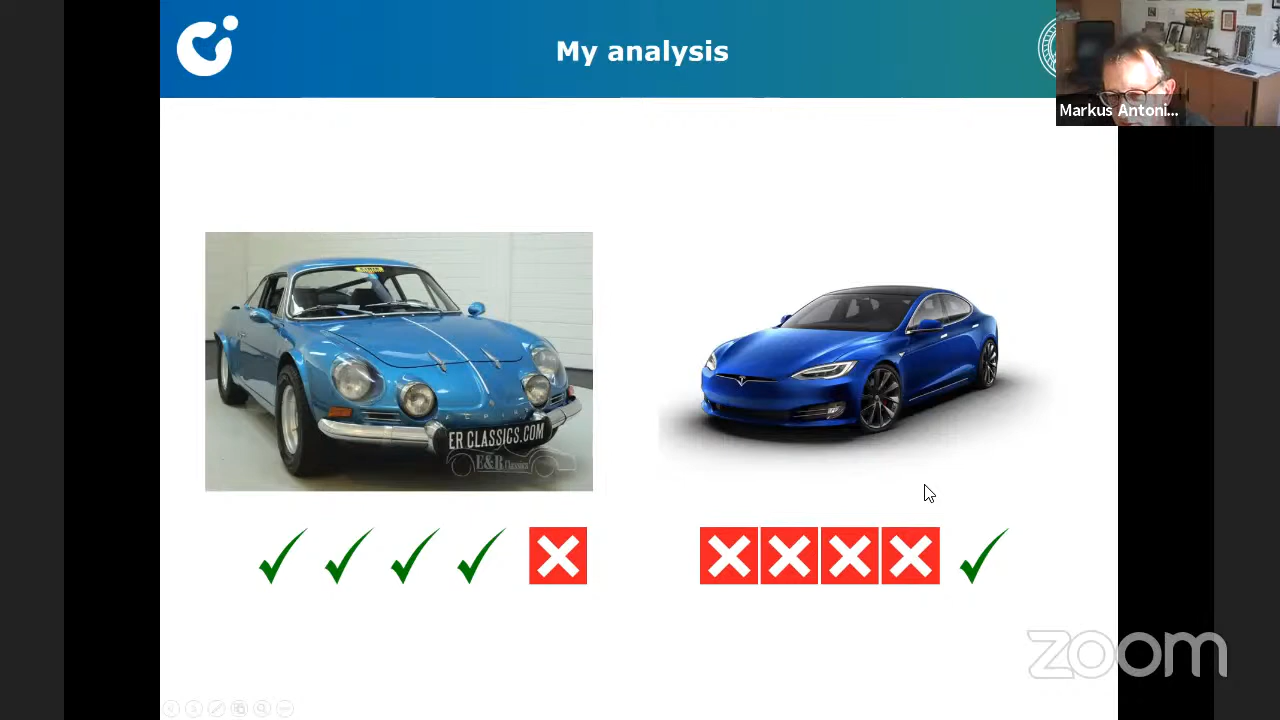 My analysis
Markus Antoni...
ER CLASSICS.COM
E&R Classics
zoom